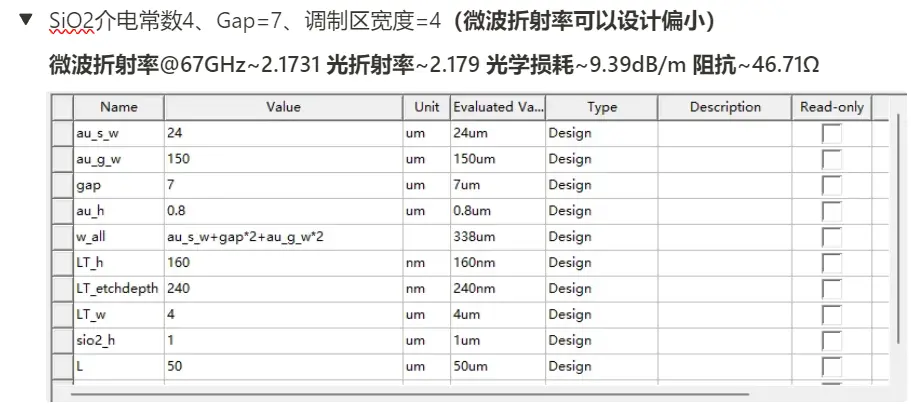 ▼ SiO2介电常数4、Gap=7、调制区宽度=4（微波折射率可以设计偏小）
微波折射率@67GHz~2.1731 光折射率~2.179 光学损耗~9.39dB/m 阻抗~46.71Ω
Name Value Unit Evaluated Va... Type Description Read-only
au_s_w 24 um 24um Design
au_g_w 150 um 150um Design
gap 7 um 7um Design
au_h 0.8 um 0.8um Design
w_all au_s_w+gap*2+au_g_w*2 338um Design
LT_h 160 nm 160nm Design
LT_etchdepth 240 nm 240nm Design
LT_w 4 um 4um Design
sio2_h 1 um 1um Design
L 50 um 50um Design